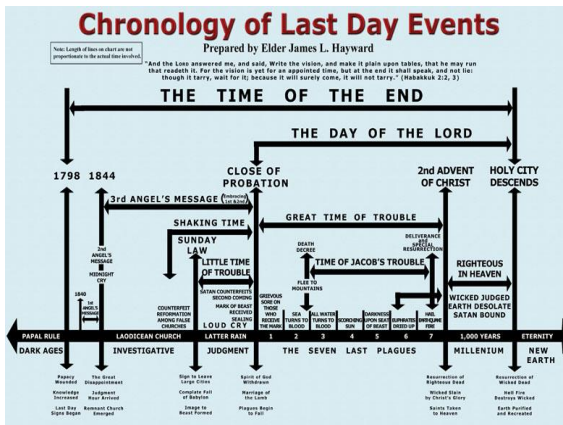 Chronology of Last Day Events
Prepared by Elder James L. Hayward
Note: Length of lines on chart are not
proportionate to the actual time involved.
"And the LORD answered me, and said, Write the vision, and make it plain upon tables, that he may run
that readeth it. For the vision is yet for an appointed time, but at the end it shall speak, and not lie:
though it tarry, wait for it; because it will surely come, it will not tarry." (Habakkuk 2:2, 3)
THE TIME OF THE END
THE DAY OF THE LORD
1798
1844
CLOSE OF
PROBATION
2nd ADVENT
OF CHRIST
HOLY CITY
DESCENDS
3rd ANGEL'S MESSAGE (Embracing
1st & 2nd)
SHAKING TIME
GREAT TIME OF TROUBLE
SUNDAY
LAW
2nd
ANGEL'S
MESSAGE
MIDNIGHT
CRY
LITTLE TIME
OF TROUBLE
DEATH
DECREE
DELIVERANCE
and
SPECIAL
RESURRECTION
TIME OF JACOB'S TROUBLE
FLEE TO
MOUNTAINS
RIGHTEOUS
IN HEAVEN
1840
1st
ANGEL'S
MESSAGE
COUNTERFEIT
REFORMATION
AMONG FALSE
CHURCHES
SATAN COUNTERFEITS
SECOND COMING
MARK OF BEAST
RECEIVED
SEALING
LOUD CRY
GRIEVOUS
SORE ON
THOSE
WHO
RECEIVE
THE MARK
SEA
TURNS TO
BLOOD
ALL WATER
TURNS TO
BLOOD
SCORCHING
SUN
DARKNESS
UPON SEAT
OF BEAST
EUPHRATES
DRIED UP
HAIL
EARTHQUAKE
FIRE
WICKED JUDGED
EARTH DESOLATE
SATAN BOUND
PAPAL RULE
LAODICEAN CHURCH
LATTER RAIN
1 2 3 4 5 6 7
1,000 YEARS
ETERNITY
DARK AGES
INVESTIGATIVE JUDGMENT
THE SEVEN LAST PLAGUES
MILLENIUM
NEW
EARTH
Papacy
Wounded
Knowledge
Increased
Last Day
Signs Began
The Great
Disappointment
Judgment
Hour Arrived
Remnant Church
Emerged
Sign to Leave
Large Cities
Complete Fall
of Babylon
Image to
Beast Formed
Spirit of God
Withdrawn
Marriage of
the Lamb
Plagues Begin
to Fall
Resurrection of
Righteous Dead
Wicked Slain
by Christ's Glory
Saints Taken
to Heaven
Resurrection of
Wicked Dead
Hell Fire
Destroys Wicked
Earth Purified
and Recreated